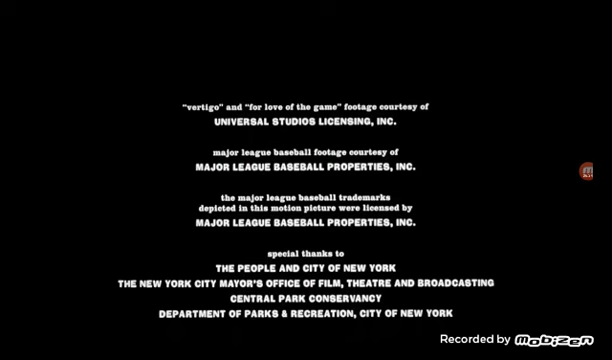 "vertigo" and "for love of the game" footage courtesy of
UNIVERSAL STUDIOS LICENSING, INC.
major league baseball footage courtesy of
MAJOR LEAGUE BASEBALL PROPERTIES, INC.
the major league baseball trademarks
depicted in this motion picture were licensed by
MAJOR LEAGUE BASEBALL PROPERTIES, INC.
special thanks to
THE PEOPLE AND CITY OF NEW YORK
THE NEW YORK CITY MAYOR'S OFFICE OF FILM, THEATRE AND BROADCASTING
CENTRAL PARK CONSERVANCY
DEPARTMENT OF PARKS & RECREATION, CITY OF NEW YORK
Recorded by mobizen